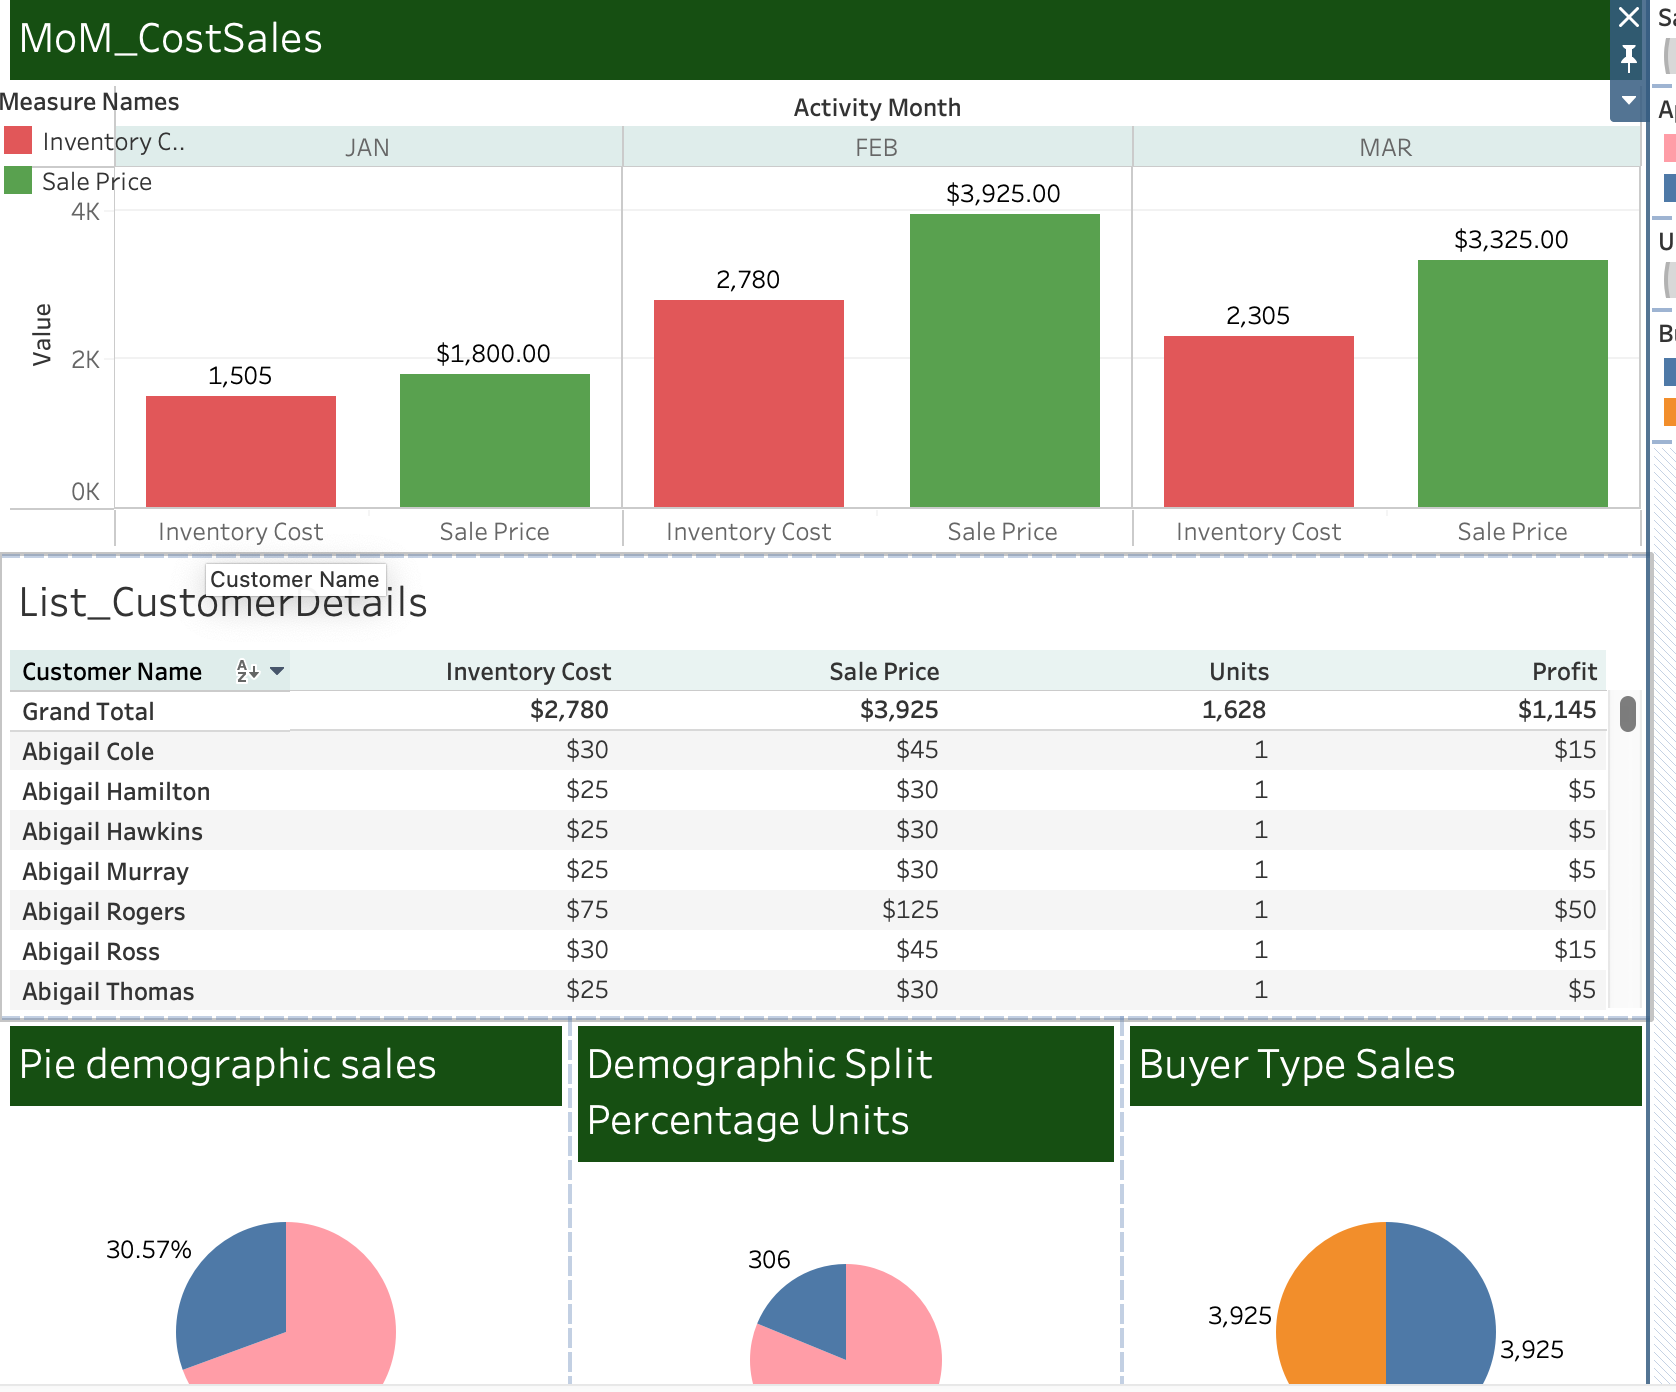 MoM_CostSales
Measure Names
Inventory C..
Sale Price
Activity Month
JAN FEB MAR
4K
2K
0K
Value
1,505
$1,800.00
2,780
$3,925.00
2,305
$3,325.00
Inventory Cost Sale Price Inventory Cost Sale Price Inventory Cost Sale Price
Customer Name
List_CustomerDetails
Customer Name Inventory Cost Sale Price Units Profit
Grand Total $2,780 $3,925 1,628 $1,145
Abigail Cole $30 $45 1 $15
Abigail Hamilton $25 $30 1 $5
Abigail Hawkins $25 $30 1 $5
Abigail Murray $25 $30 1 $5
Abigail Rogers $75 $125 1 $50
Abigail Ross $30 $45 1 $15
Abigail Thomas $25 $30 1 $5
Pie demographic sales
30.57%
Demographic Split
Percentage Units
306
Buyer Type Sales
3,925
3,925